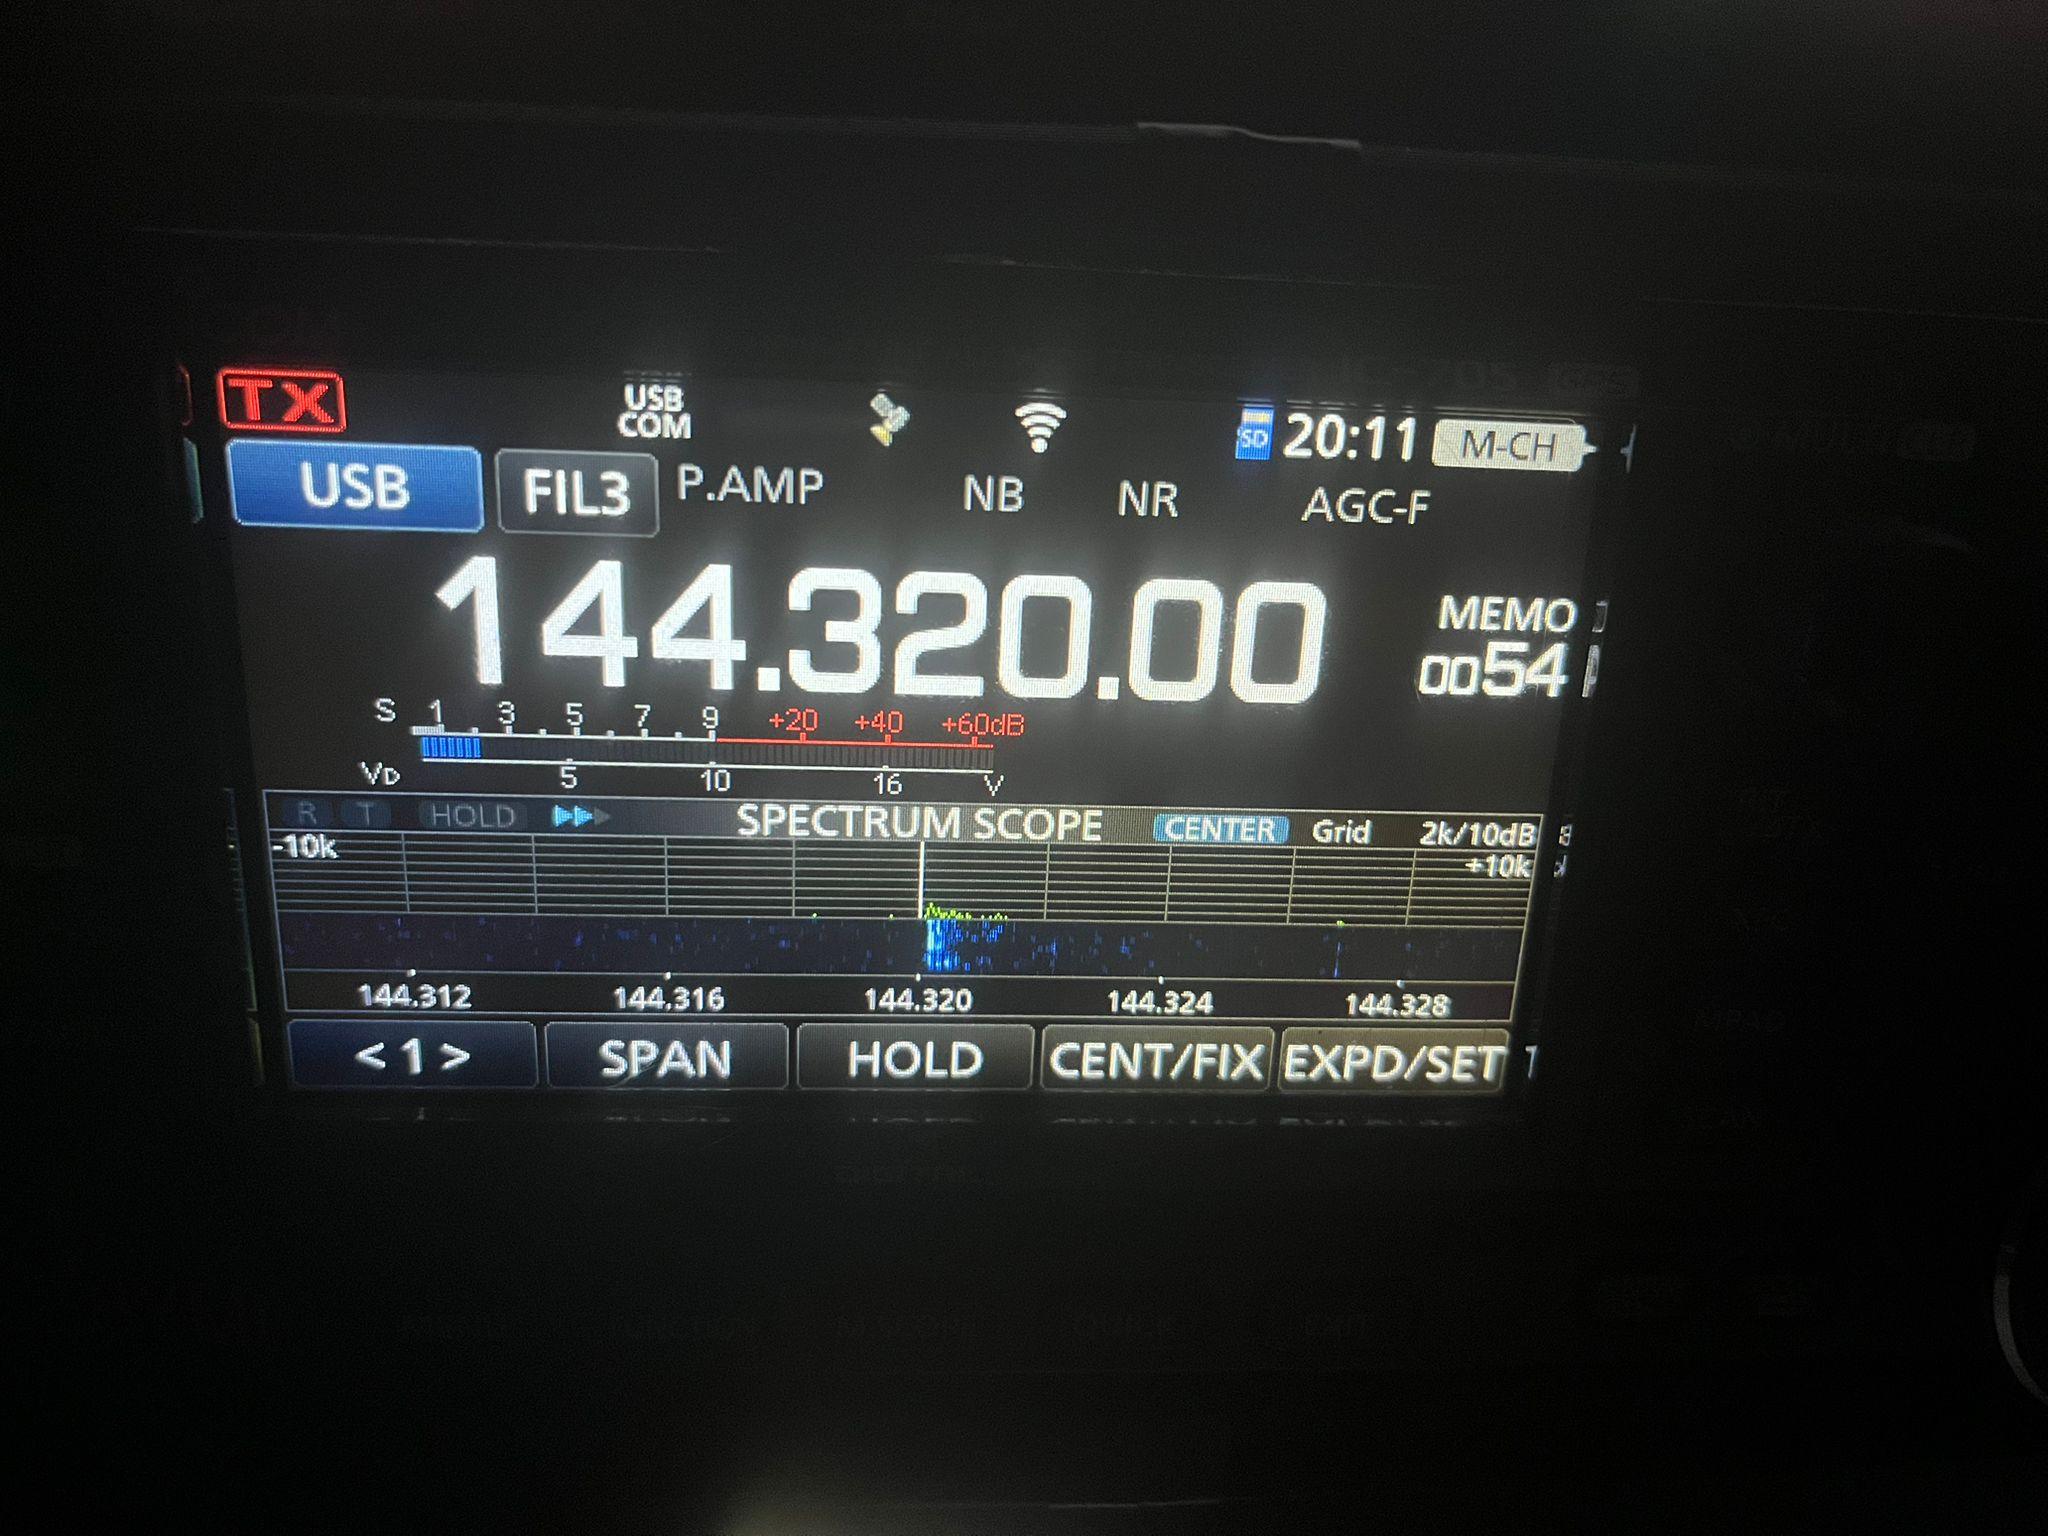 TX USB COM SD 20:11 M-CH
USB FIL3 P.AMP NB NR AGC-F
144.320.00 MEMO
0054
S 1 3 5 7 9 +20 +40 +60dB
VD 5 10 16 V
R T HOLD SPECTRUM SCOPE CENTER Grid 2k/10dB
-10k +10k
144.312 144.316 144.320 144.324 144.328
< 1 > SPAN HOLD CENT/FIX EXPD/SET